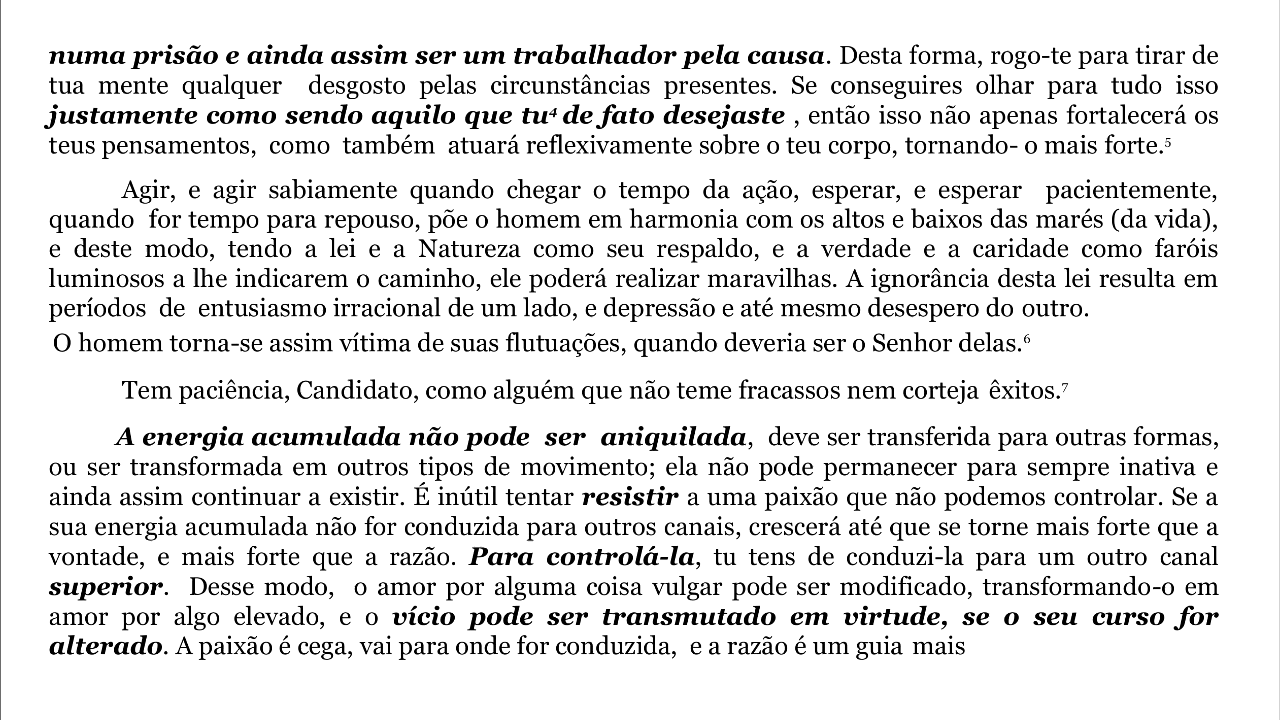 numa prisão e ainda assim ser um trabalhador pela causa. Desta forma, rogo-te para tirar de
tua mente qualquer desgosto pelas circunstâncias presentes. Se conseguires olhar para tudo isso
justamente como sendo aquilo que tu⁴ de fato desejaste , então isso não apenas fortalecerá os
teus pensamentos, como também atuará reflexivamente sobre o teu corpo, tornando- o mais forte.⁵
Agir, e agir sabiamente quando chegar o tempo da ação, esperar, e esperar pacientemente,
quando for tempo para repouso, põe o homem em harmonia com os altos e baixos das marés (da vida),
e deste modo, tendo a lei e a Natureza como seu respaldo, e a verdade e a caridade como faróis
luminosos a lhe indicarem o caminho, ele poderá realizar maravilhas. A ignorância desta lei resulta em
períodos de entusiasmo irracional de um lado, e depressão e até mesmo desespero do outro.
O homem torna-se assim vítima de suas flutuações, quando deveria ser o Senhor delas.⁶
Tem paciência, Candidato, como alguém que não teme fracassos nem corteja êxitos.⁷
A energia acumulada não pode ser aniquilada, deve ser transferida para outras formas,
ou ser transformada em outros tipos de movimento; ela não pode permanecer para sempre inativa e
ainda assim continuar a existir. É inútil tentar resistir a uma paixão que não podemos controlar. Se a
sua energia acumulada não for conduzida para outros canais, crescerá até que se torne mais forte que a
vontade, e mais forte que a razão. Para controlá-la, tu tens de conduzi-la para um outro canal
superior. Desse modo, o amor por alguma coisa vulgar pode ser modificado, transformando-o em
amor por algo elevado, e o vício pode ser transmutado em virtude, se o seu curso for
alterado. A paixão é cega, vai para onde for conduzida, e a razão é um guia mais